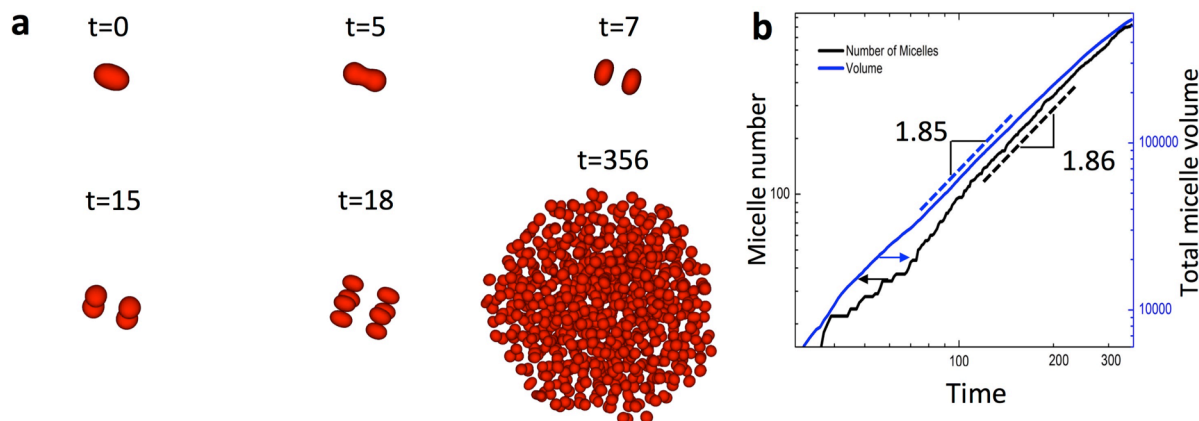 a
t=0
t=5
t=7
t=15
t=18
t=356
b
Number of Micelles
Volume
1.85
1.86
Micelle number
100
100
200
300
Time
100000
10000
Total micelle volume